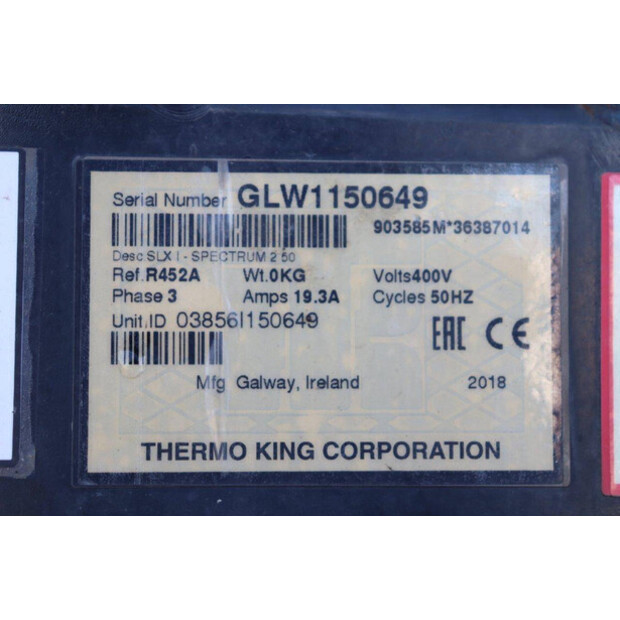 Serial Number GLW1150649
903585M*36387014
Desc SLX I - SPECTRUM 2 50
Ref.R452A Wt.0KG Volts400V
Phase 3 Amps 19.3A Cycles 50HZ
Unit.ID 03856I150649
EAC CE
Mfg Galway, Ireland 2018
THERMO KING CORPORATION